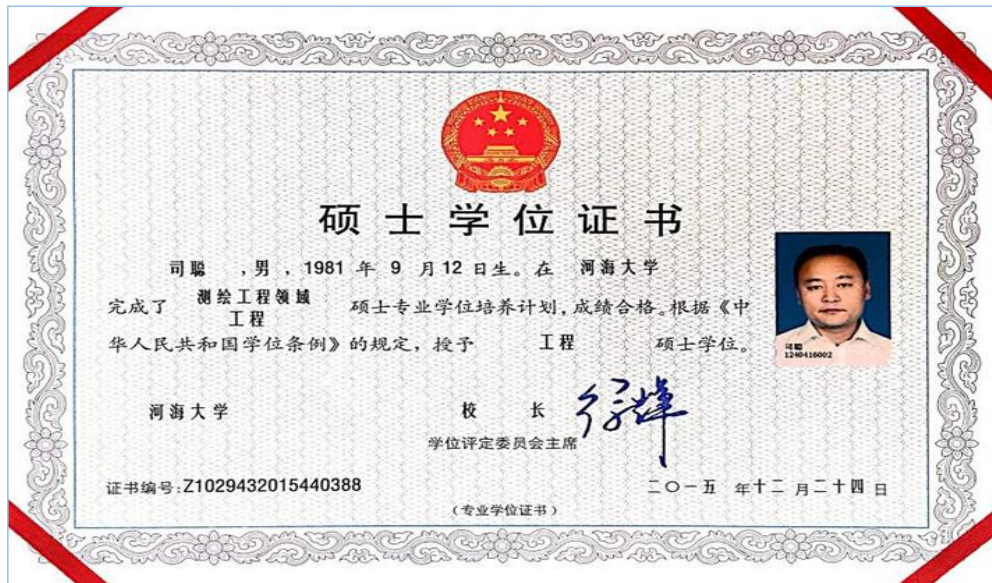 硕士学位证书
司聪 ,男,1981 年 9 月 12 日生。在 河海大学
完成了 测绘工程领域 工程 硕士专业学位培养计划,成绩合格。根据《中
华人民共和国学位条例》的规定,授予 工程 硕士学位。
司聪
1240416002
河海大学 校 长
学位评定委员会主席
证书编号:Z1029432015440388 二〇一五 年十二 月二十四 日
(专业学位证书)